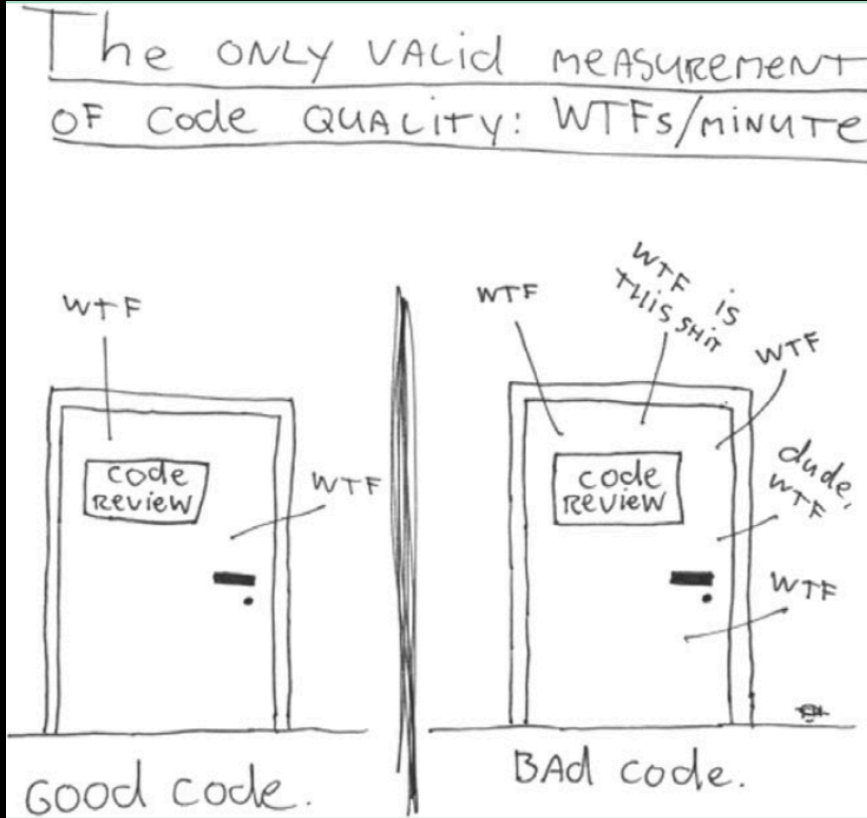 The ONLY VALid MEASUREMENT
OF Code QUALITY: WTFs/MINUTE
WTF
code
REVIEW
WTF
Good code.
WTF
WTF is
THIS SHIT
WTF
code
REVIEW
dude,
WTF
WTF
BAd code.